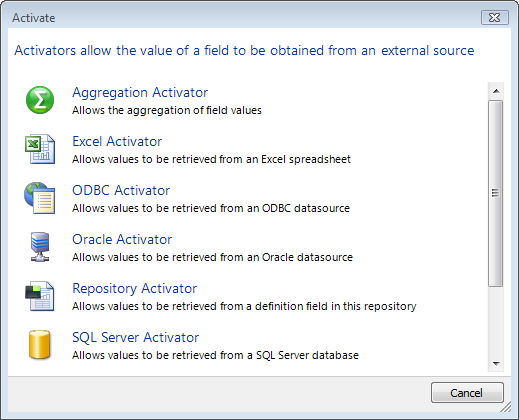 Activate
Activators allow the value of a field to be obtained from an external source
Aggregation Activator
Allows the aggregation of field values
Excel Activator
Allows values to be retrieved from an Excel spreadsheet
ODBC Activator
Allows values to be retrieved from an ODBC datasource
Oracle Activator
Allows values to be retrieved from an Oracle datasource
Repository Activator
Allows values to be retrieved from a definition field in this repository
SQL Server Activator
Allows values to be retrieved from a SQL Server database
Cancel